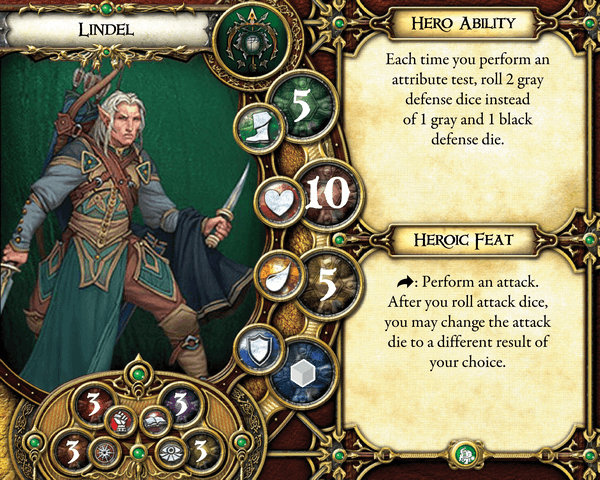 Lindel
5
10
5
3 3
3 3
Hero Ability
Each time you perform an
attribute test, roll 2 gray
defense dice instead
of 1 gray and 1 black
defense die.
Heroic Feat
: Perform an attack.
After you roll attack dice,
you may change the attack
die to a different result of
your choice.